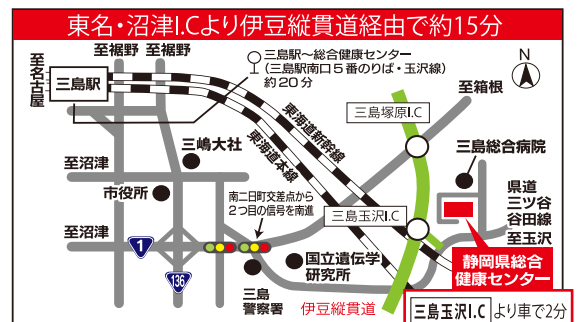 東名・沼津I.Cより伊豆縦貫道経由で約15分
至裾野
至裾野
至名古屋
三島駅
三島駅～総合健康センター
(三島駅南口5番のりば・玉沢線)
約20分
N
至箱根
三島塚原I.C
東海道新幹線
東海道本線
三嶋大社
至沼津
市役所
三島総合病院
県道
三ツ谷
谷田線
至玉沢
南二日町交差点から
2つ目の信号を南進
三島玉沢I.C
至沼津
1
136
三島
警察署
国立遺伝学
研究所
伊豆縦貫道
静岡県総合
健康センター
三島玉沢I.Cより車で2分